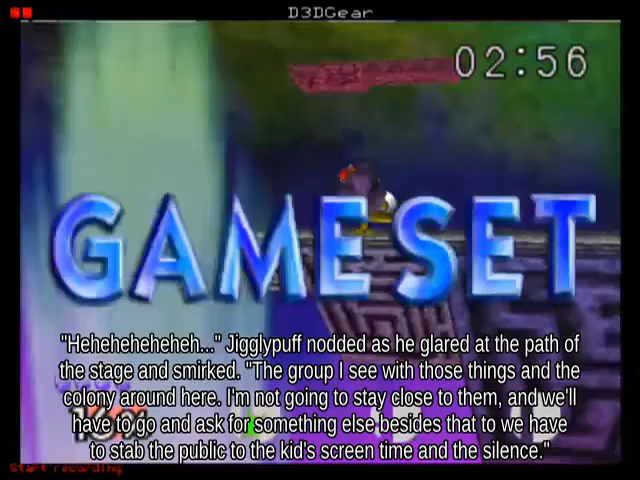 D3DGear
02:56
GAME SET
"Heheheheheheh..." Jigglypuff nodded as he glared at the path of
the stage and smirked. "The group I see with those things and the
colony around here. I'm not going to stay close to them, and we'll
have to go and ask for something else besides that to we have
to stab the public to the kid's screen time and the silence."
Start recording